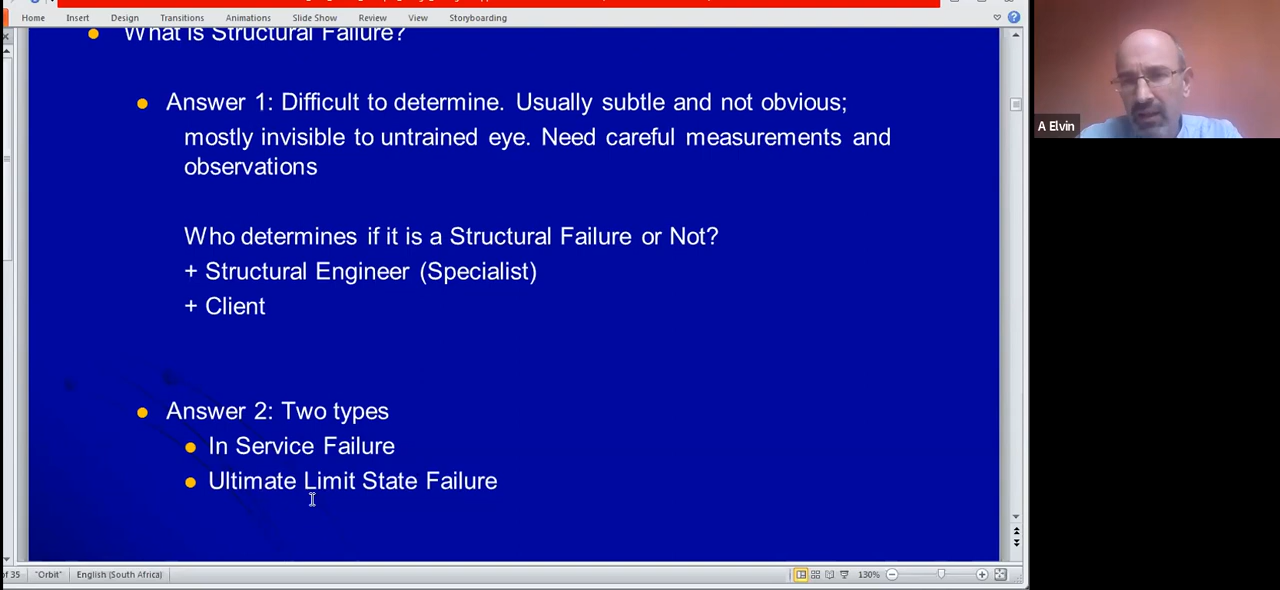 Home Insert Design Transitions Animations Slide Show Review View Storyboarding
What is Structural Failure?
Answer 1: Difficult to determine. Usually subtle and not obvious;
mostly invisible to untrained eye. Need careful measurements and
observations
A Elvin
Who determines if it is a Structural Failure or Not?
+ Structural Engineer (Specialist)
+ Client
Answer 2: Two types
In Service Failure
Ultimate Limit State Failure
of 35 "Orbit" English (South Africa) 130%